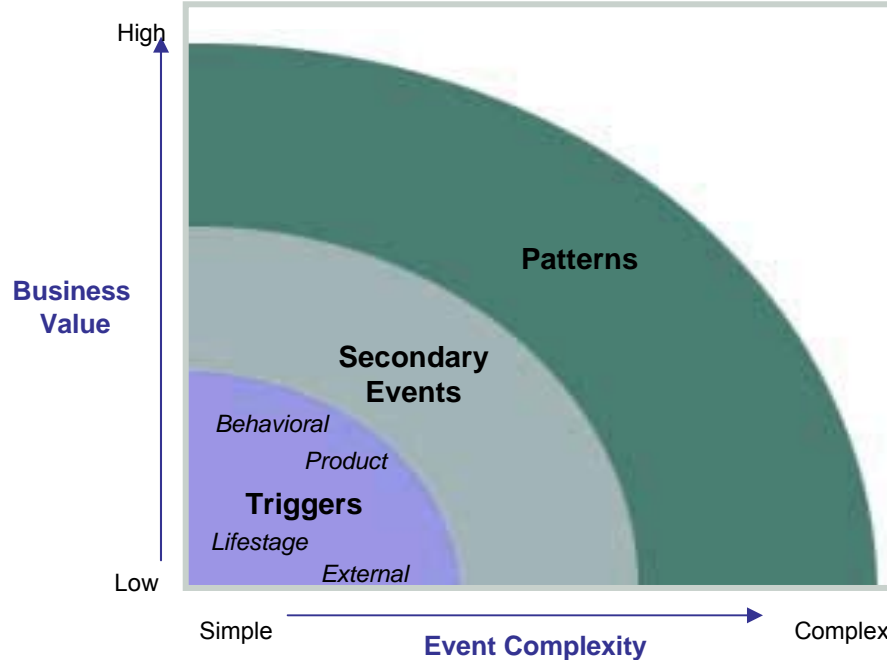 High
Patterns
Business
Value
Secondary
Events
Behavioral
Product
Triggers
Lifestage
External
Low
Simple
Complex
Event Complexity